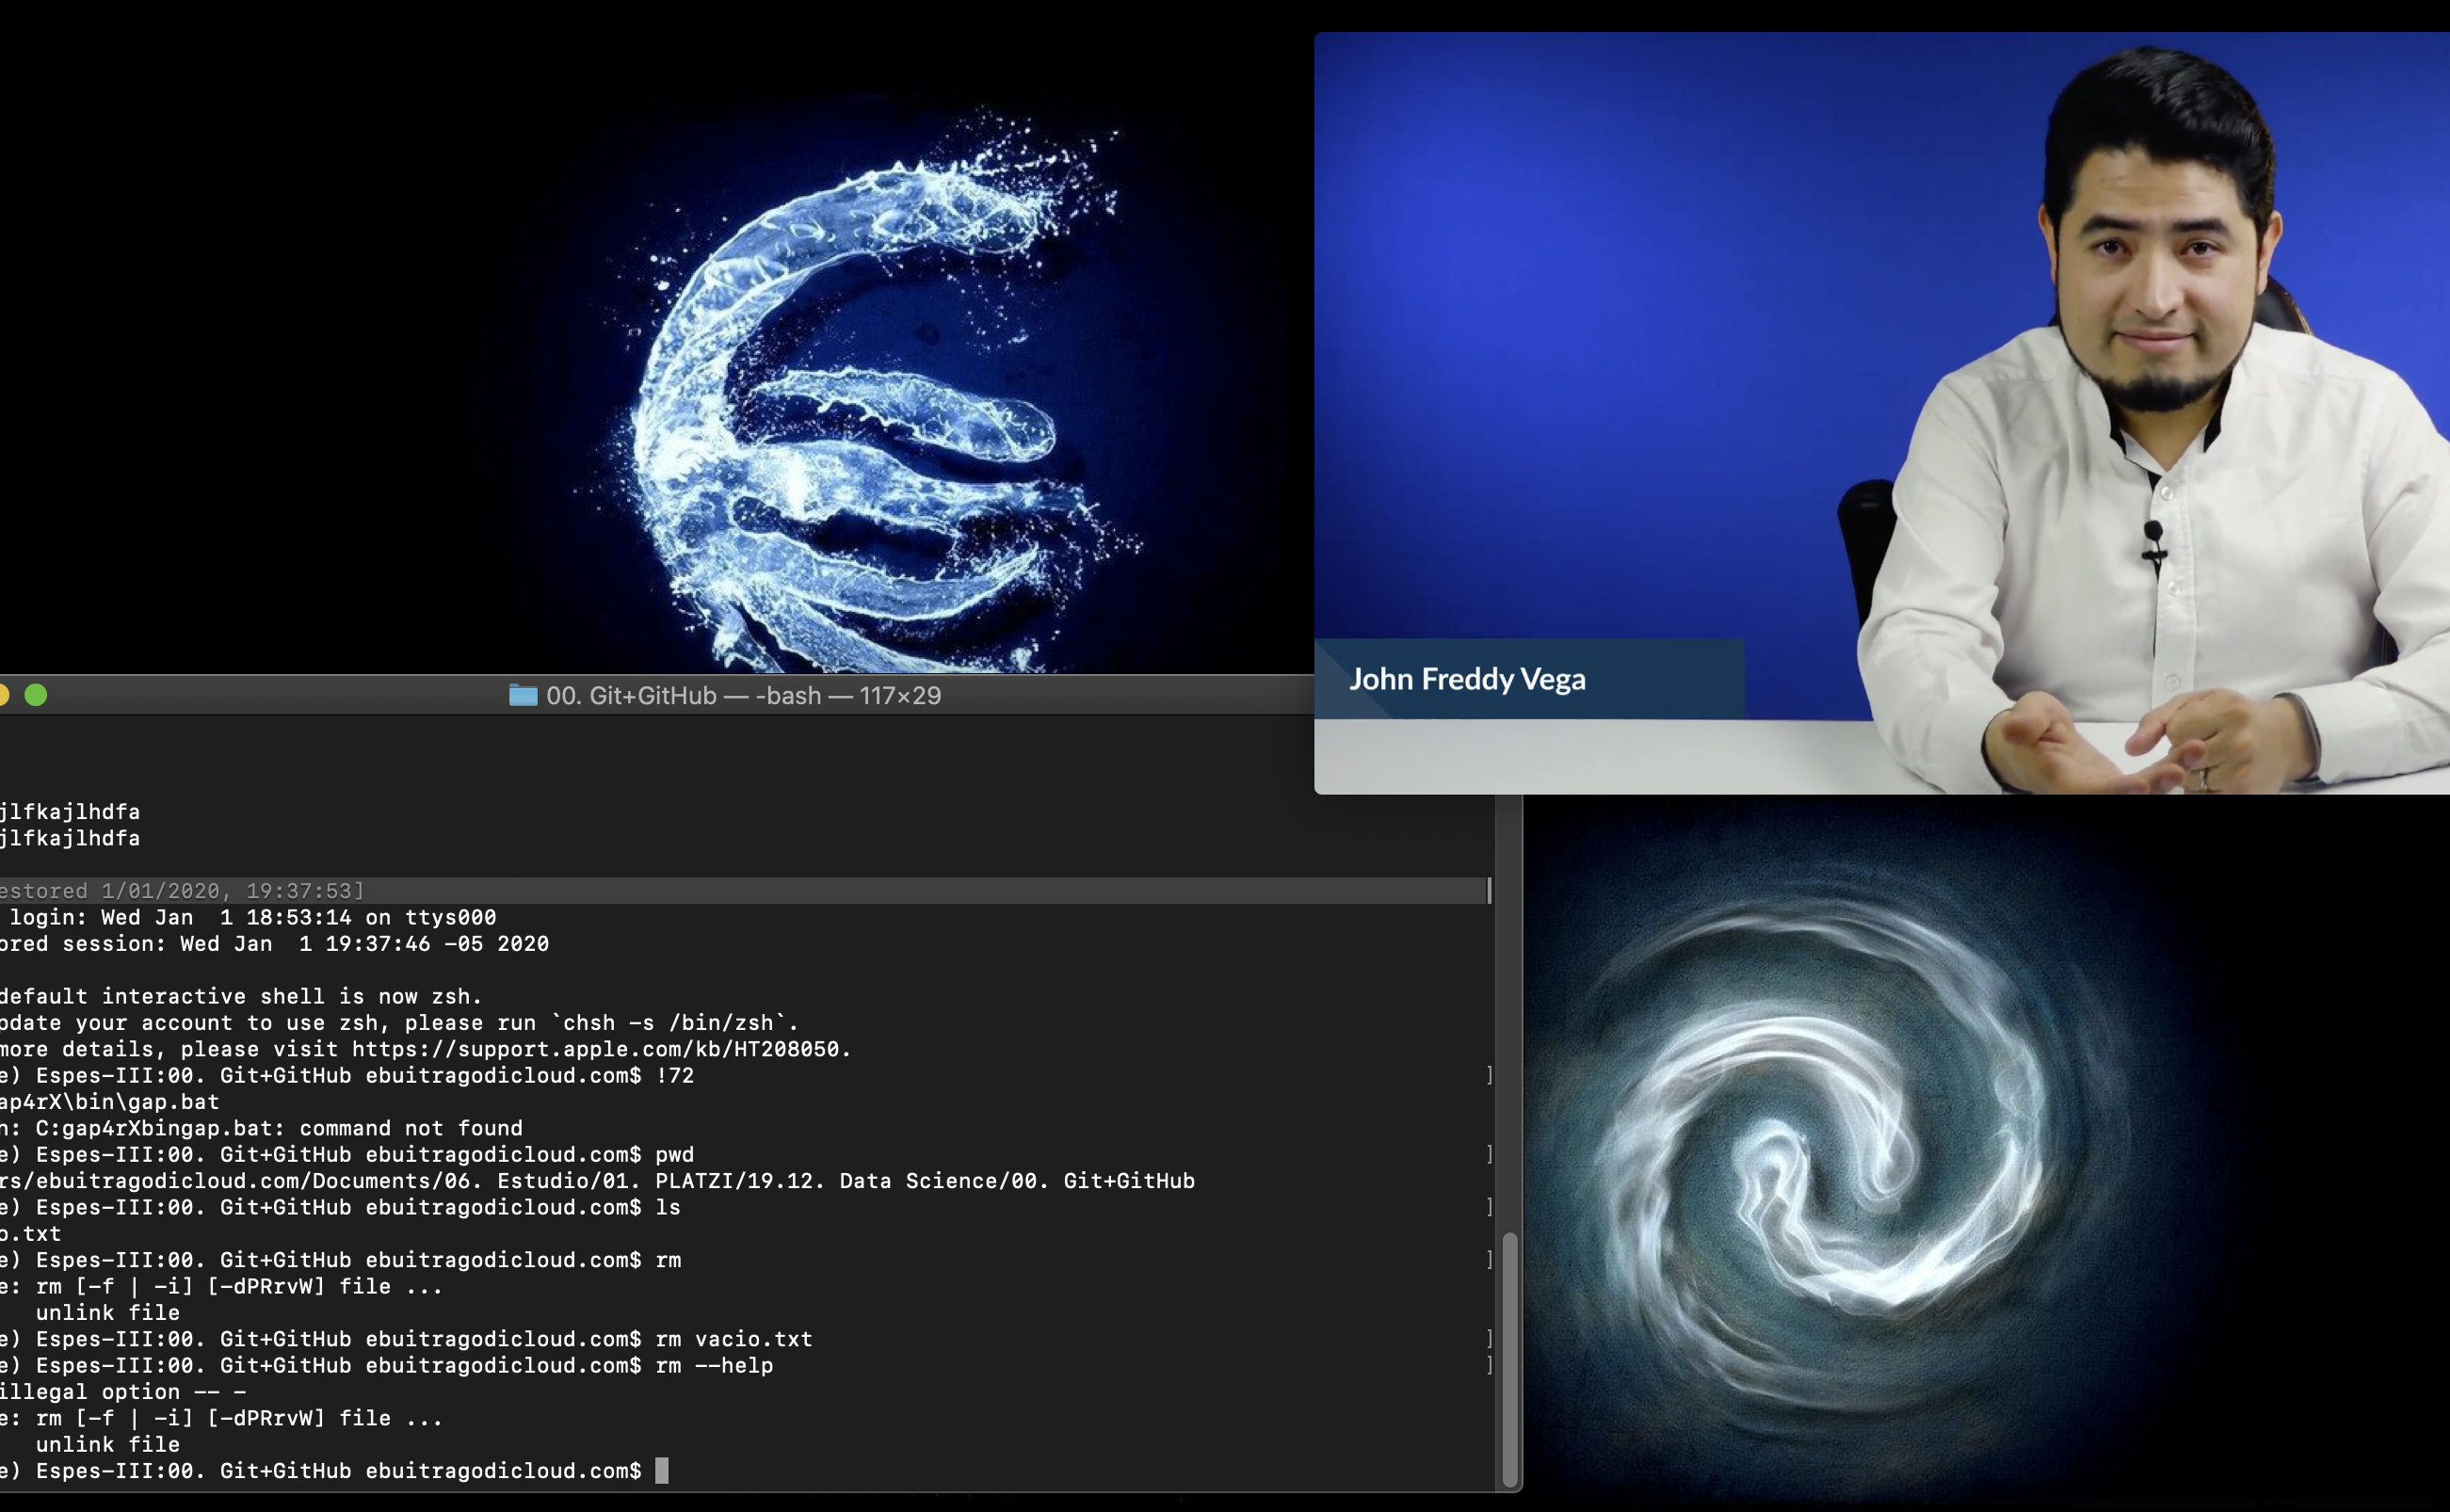 John Freddy Vega
00. Git+GitHub — -bash — 117×29
jlfkajlhdfa
jlfkajlhdfa
estored 1/01/2020, 19:37:53]
login: Wed Jan  1 18:53:14 on ttys000
ored session: Wed Jan  1 19:37:46 -05 2020
default interactive shell is now zsh.
pdate your account to use zsh, please run `chsh -s /bin/zsh`.
more details, please visit https://support.apple.com/kb/HT208050.
e) Espes-III:00. Git+GitHub ebuitragodicloud.com$ !72
ap4rX\bin\gap.bat
h: C:gap4rXbingap.bat: command not found
e) Espes-III:00. Git+GitHub ebuitragodicloud.com$ pwd
rs/ebuitragodicloud.com/Documents/06. Estudio/01. PLATZI/19.12. Data Science/00. Git+GitHub
e) Espes-III:00. Git+GitHub ebuitragodicloud.com$ ls
o.txt
e) Espes-III:00. Git+GitHub ebuitragodicloud.com$ rm
e: rm [-f | -i] [-dPRrvW] file ...
unlink file
e) Espes-III:00. Git+GitHub ebuitragodicloud.com$ rm vacio.txt
e) Espes-III:00. Git+GitHub ebuitragodicloud.com$ rm --help
illegal option -- -
e: rm [-f | -i] [-dPRrvW] file ...
unlink file
e) Espes-III:00. Git+GitHub ebuitragodicloud.com$